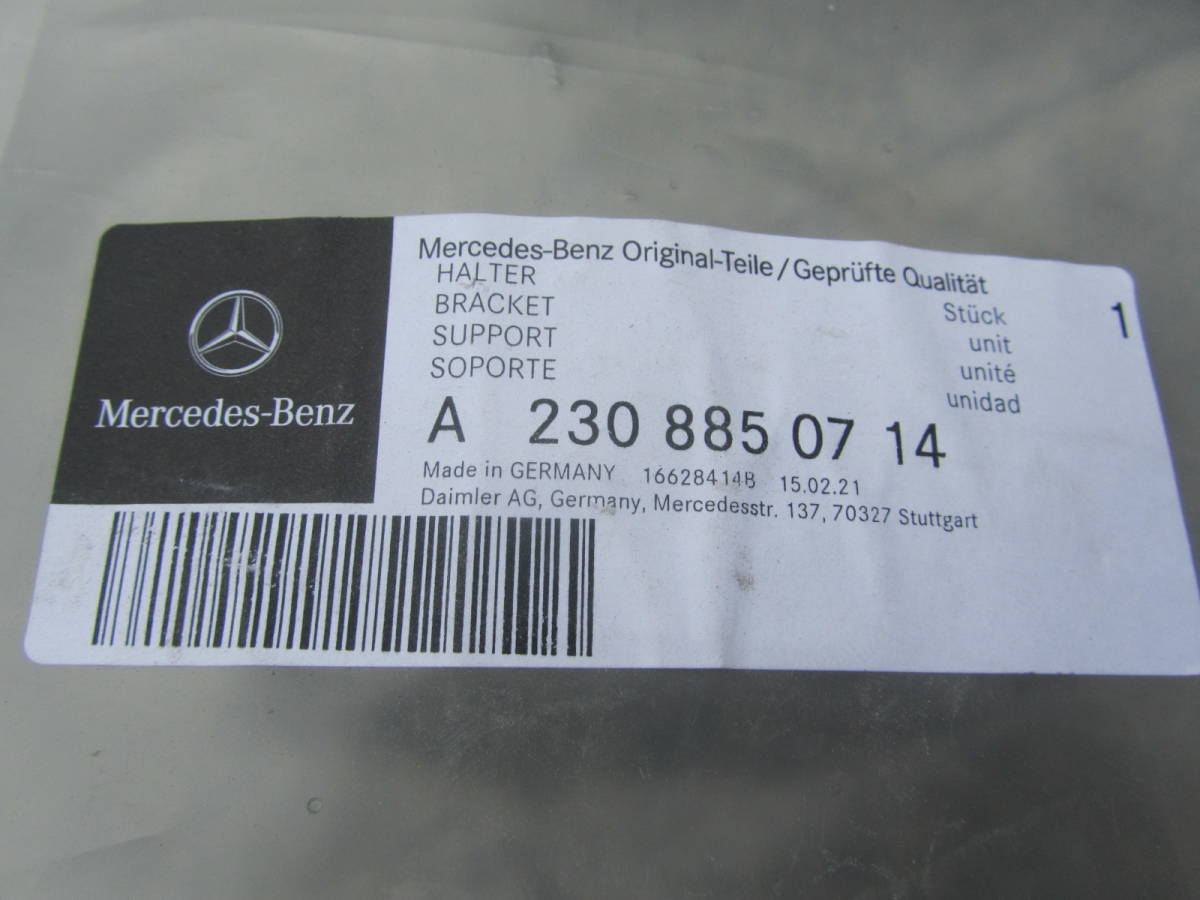 Mercedes-Benz
Mercedes-Benz Original-Teile/Geprüfte Qualität
HALTER
BRACKET
SUPPORT
SOPORTE
Stück 1
unit
unité
unidad
A 230 885 07 14
Made in GERMANY 16628414B 15.02.21
Daimler AG, Germany, Mercedesstr. 137, 70327 Stuttgart